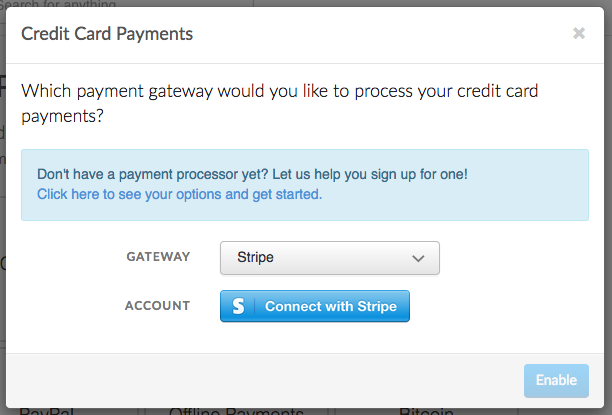 Search for anything
Credit Card Payments
Which payment gateway would you like to process your credit card
payments?
Don't have a payment processor yet? Let us help you sign up for one!
Click here to see your options and get started.
GATEWAY
Stripe
ACCOUNT
S Connect with Stripe
Enable
PayPal
Offline Payments
Bitcoin